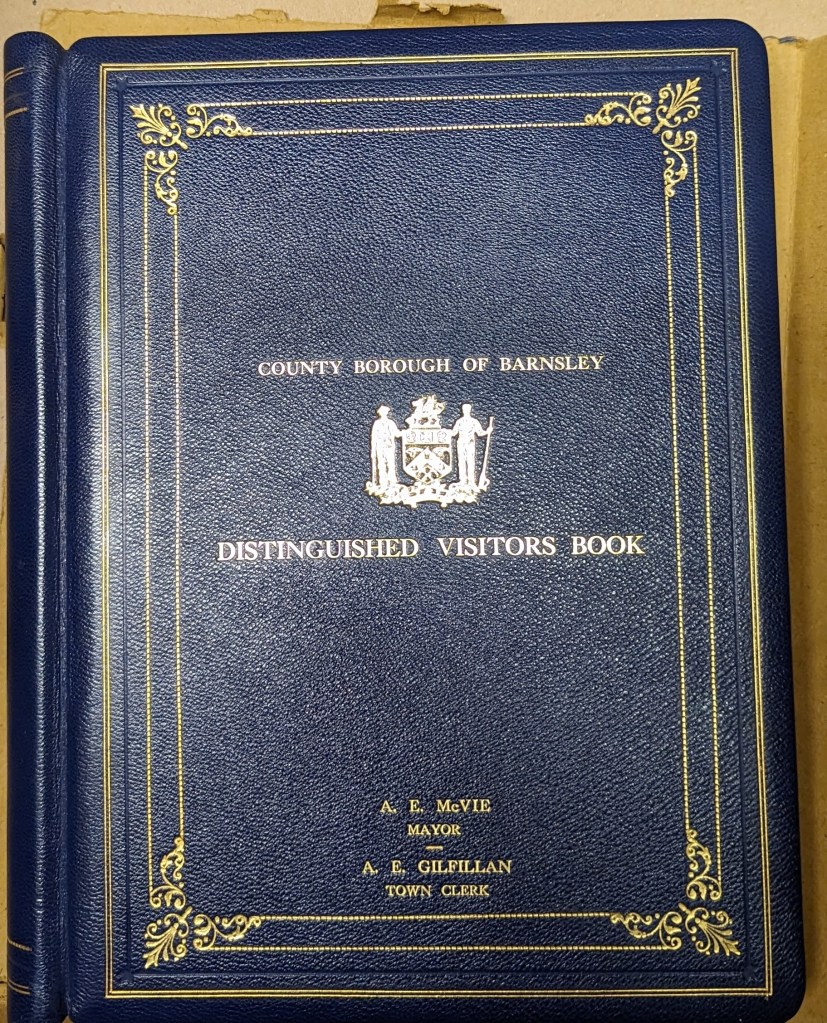 COUNTY BOROUGH OF BARNSLEY
DISTINGUISHED VISITORS BOOK
A. E. McVIE
MAYOR
A. E. GILFILLAN
TOWN CLERK